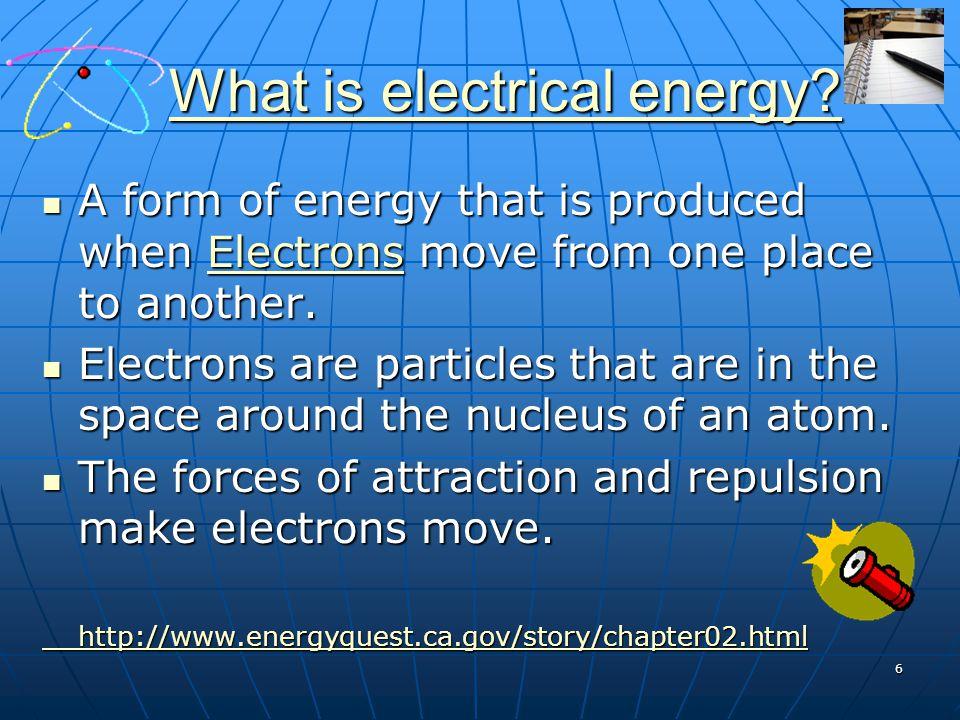 What is electrical energy?
A form of energy that is produced
when Electrons move from one place
to another.
Electrons are particles that are in the
space around the nucleus of an atom.
The forces of attraction and repulsion
make electrons move.
http://www.energyquest.ca.gov/story/chapter02.html
6